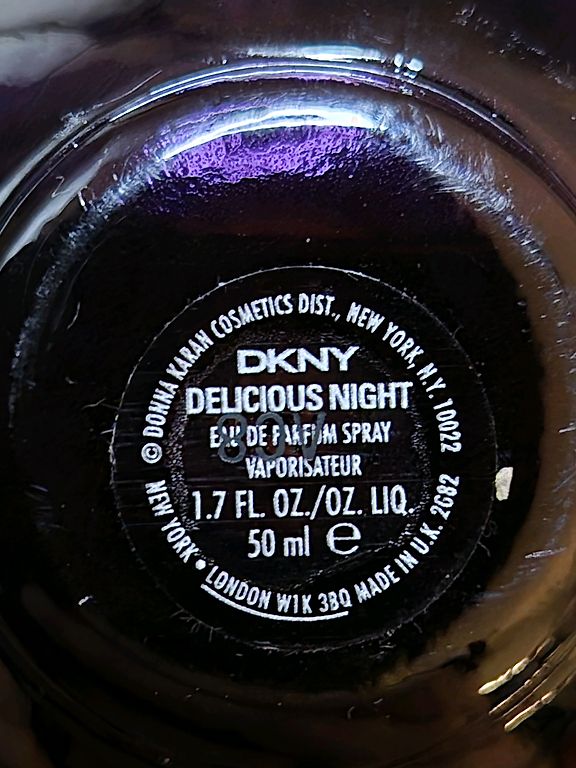 © DONNA KARAN COSMETICS DIST., NEW YORK, N.Y. 10022
DKNY
DELICIOUS NIGHT
EAU DE PARFUM SPRAY
VAPORISATEUR
1.7 FL. OZ./OZ. LIQ.
50 ml e
NEW YORK • LONDON W1K 3BQ MADE IN U.K. 2G82